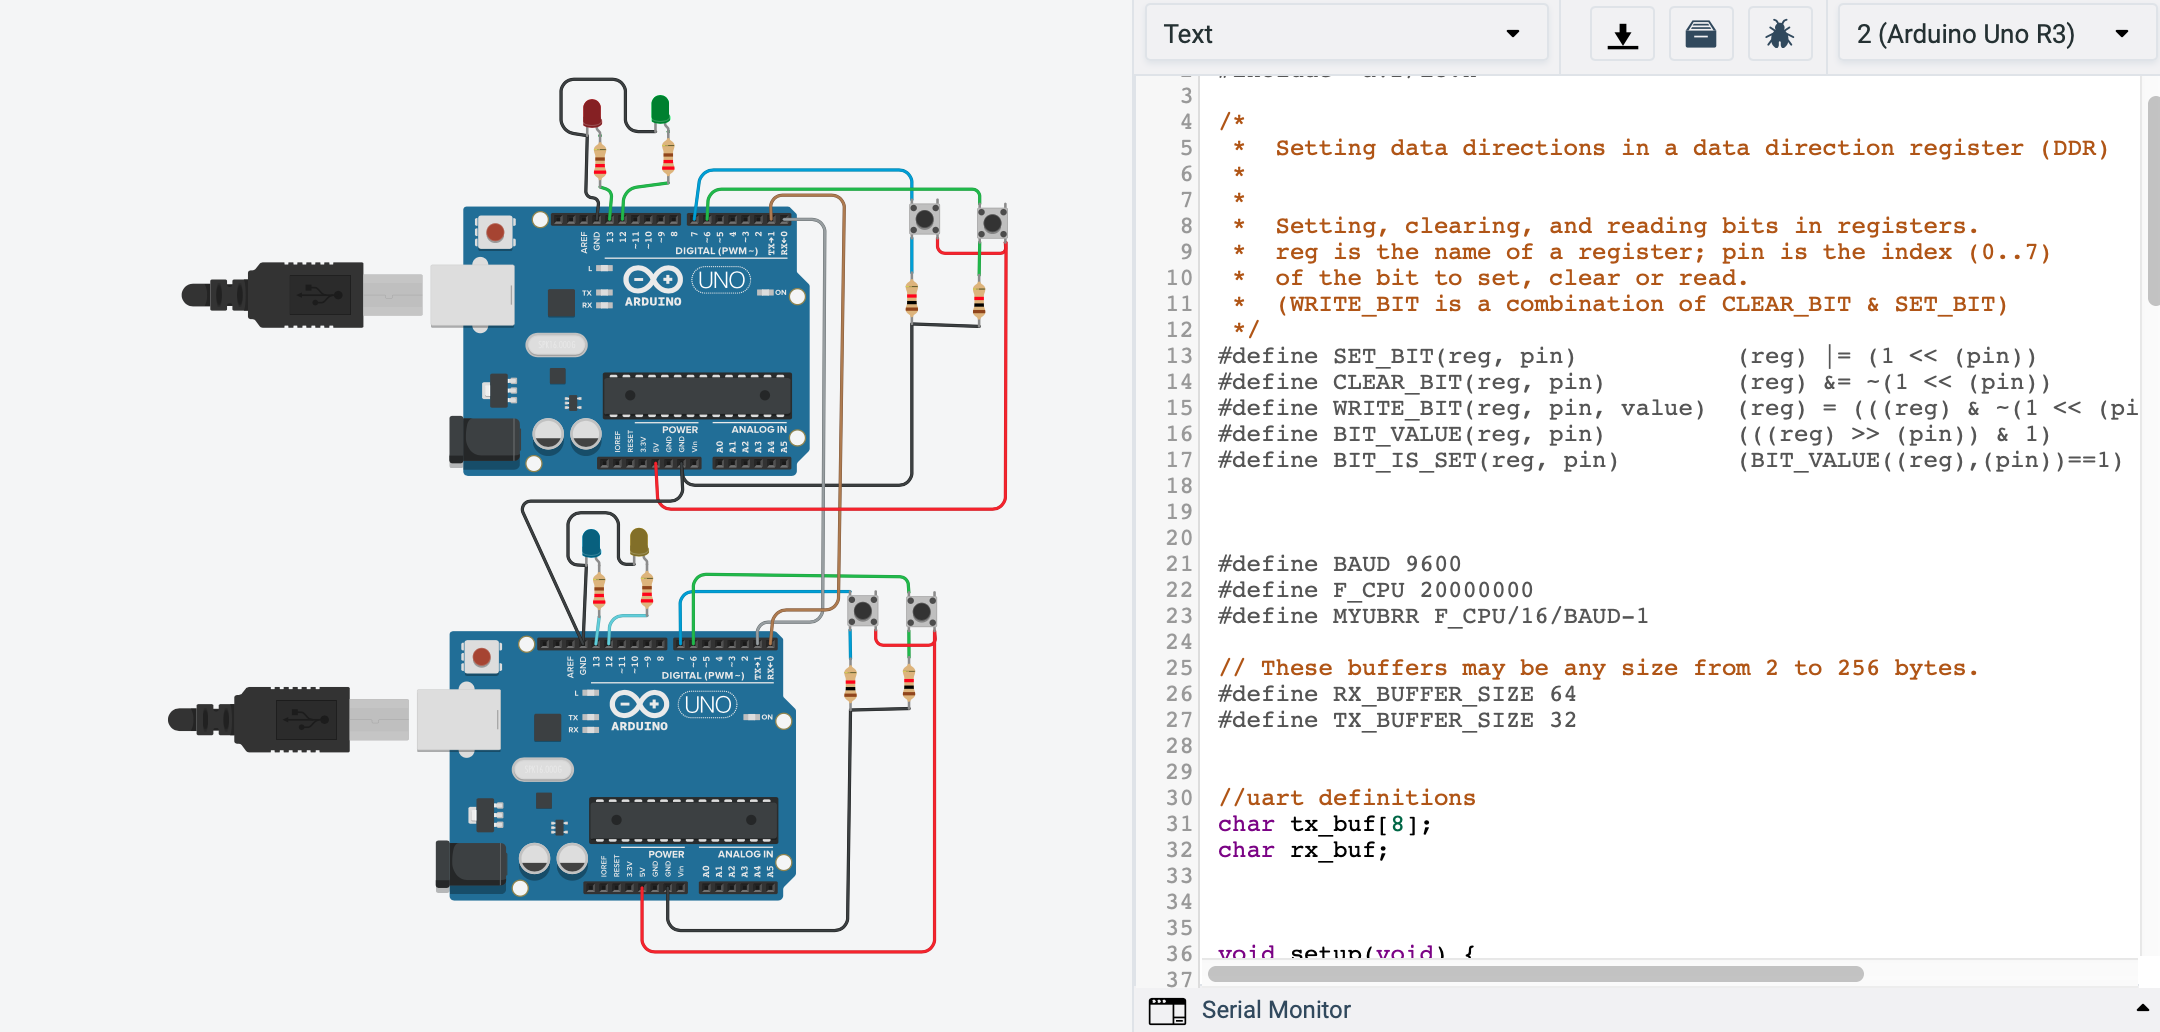 Text
2 (Arduino Uno R3)
3
4 /*
5 * Setting data directions in a data direction register (DDR)
6 *
7 *
8 * Setting, clearing, and reading bits in registers.
9 * reg is the name of a register; pin is the index (0..7)
10 * of the bit to set, clear or read.
11 * (WRITE_BIT is a combination of CLEAR_BIT & SET_BIT)
12 */
13 #define SET_BIT(reg, pin) (reg) |= (1 << (pin))
14 #define CLEAR_BIT(reg, pin) (reg) &= ~(1 << (pin))
15 #define WRITE_BIT(reg, pin, value) (reg) = (((reg) & ~(1 << (pi
16 #define BIT_VALUE(reg, pin) (((reg) >> (pin)) & 1)
17 #define BIT_IS_SET(reg, pin) (BIT_VALUE((reg),(pin))==1)
18
19
20
21 #define BAUD 9600
22 #define F_CPU 20000000
23 #define MYUBRR F_CPU/16/BAUD-1
24
25 // These buffers may be any size from 2 to 256 bytes.
26 #define RX_BUFFER_SIZE 64
27 #define TX_BUFFER_SIZE 32
28
29
30 //uart definitions
31 char tx_buf[8];
32 char rx_buf;
33
34
35
36 void setup(void) {
37
Serial Monitor
AREF GND 13 12 ~11 ~10 ~9 8 7 ~6 ~5 4 ~3 2 TX→1 RX←0
DIGITAL (PWM~)
L
TX
RX
ARDUINO
UNO
ON
POWER
ANALOG IN
IOREF RESET 3.3V 5V GND GND Vin A0 A1 A2 A3 A4 A5
AREF GND 13 12 ~11 ~10 ~9 8 7 ~6 ~5 4 ~3 2 TX→1 RX←0
DIGITAL (PWM~)
L
TX
RX
ARDUINO
UNO
ON
POWER
ANALOG IN
IOREF RESET 3.3V 5V GND GND Vin A0 A1 A2 A3 A4 A5